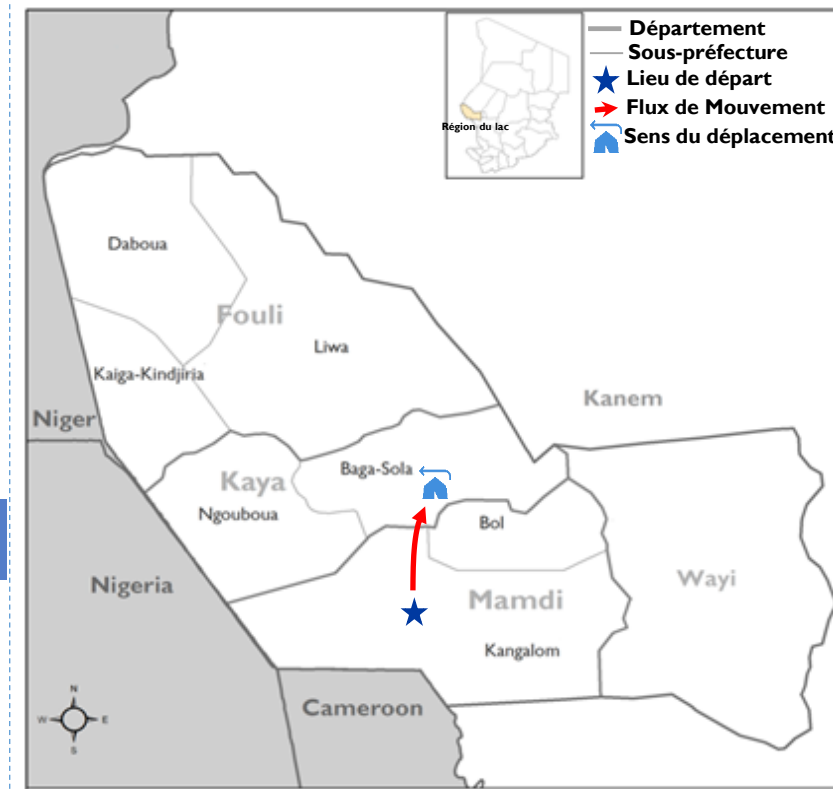 Département
Sous-préfecture
Lieu de départ
Flux de Mouvement
Sens du déplacement
Région du lac
Daboua
Fouli
Liwa
Kaiga-Kindjiria
Kanem
Niger
Baga-Sola
Kaya
Ngouboua
Bol
Nigeria
Wayi
Mamdi
Kangalom
Cameroon
N
W
E
S